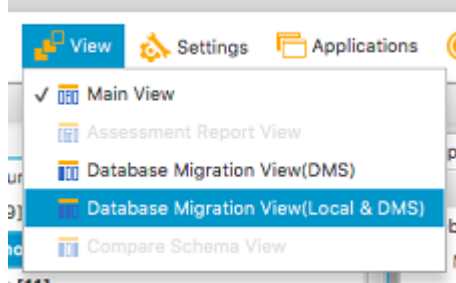 View Settings Applications
✓ Main View
Assessment Report View
Database Migration View(DMS)
Database Migration View(Local & DMS)
Compare Schema View